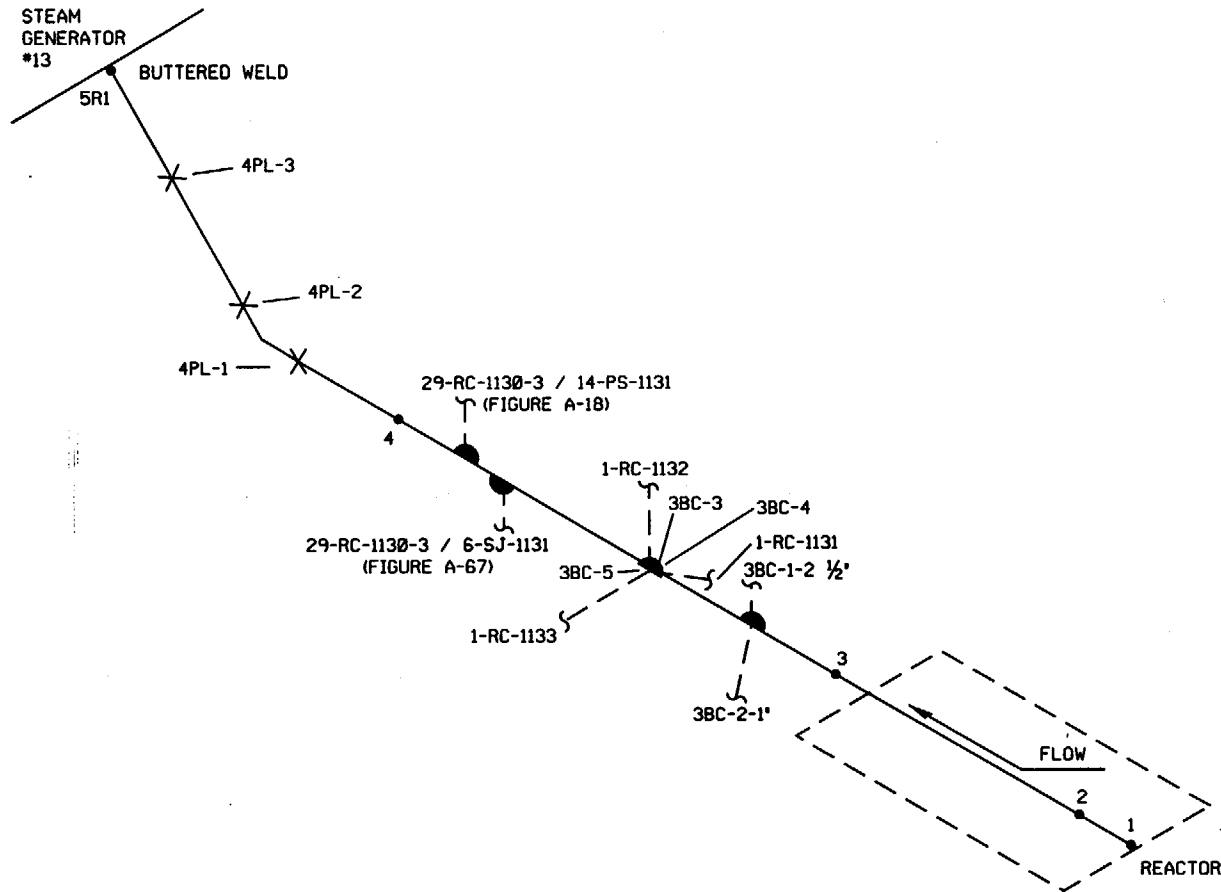 STEAM
GENERATOR
#13
BUTTERED WELD
5R1
4PL-3
4PL-2
4PL-1
29-RC-1130-3 / 14-PS-1131
(FIGURE A-18)
4
1-RC-1132
3BC-3
3BC-4
29-RC-1130-3 / 6-SJ-1131
(FIGURE A-67)
3BC-5
1-RC-1131
3BC-1-2 ½"
1-RC-1133
3
3BC-2-1"
FLOW
2
1
REACTOR